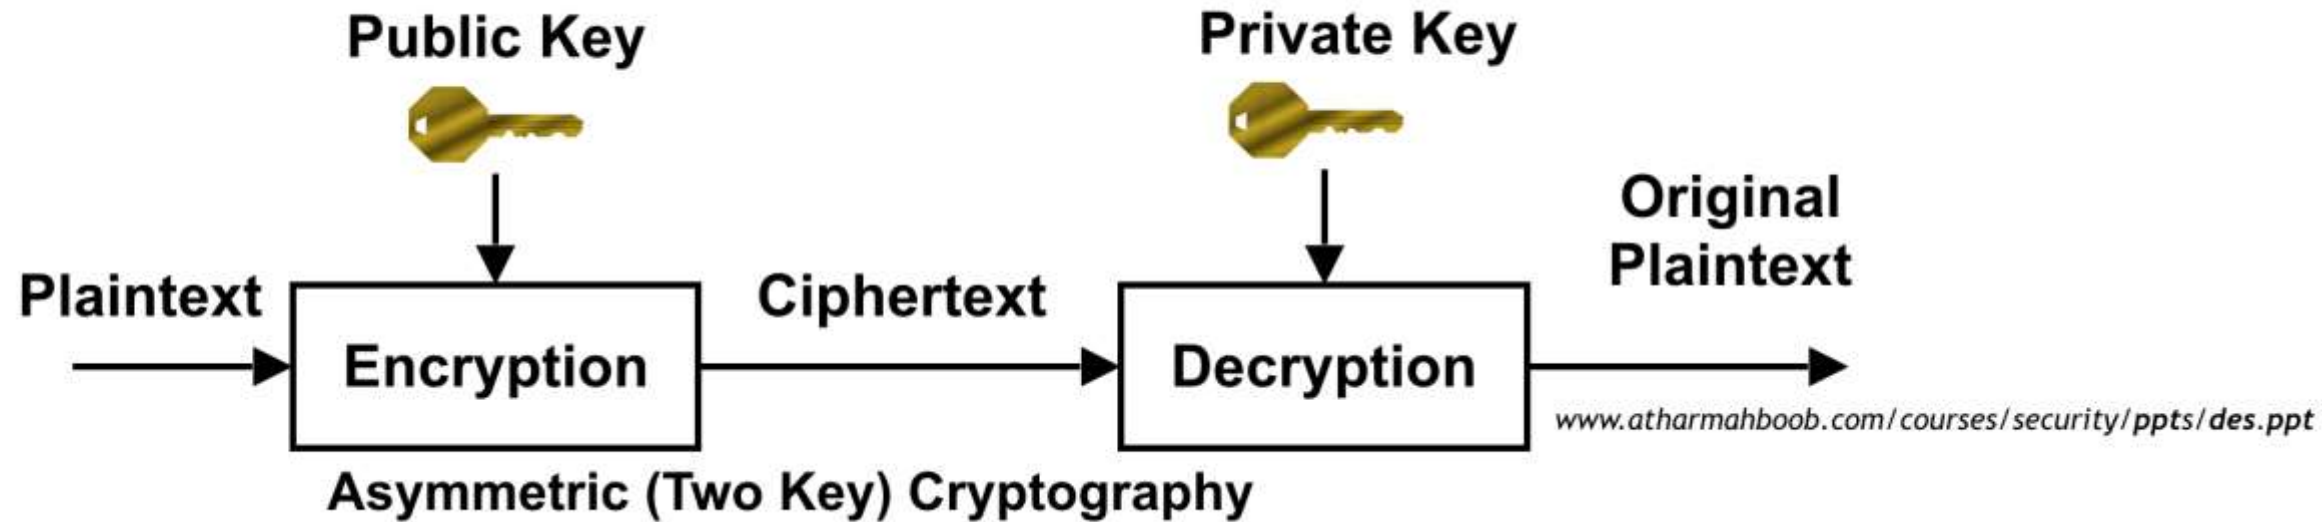 Public Key
Private Key
Original
Plaintext
Plaintext
Ciphertext
Encryption
Decryption
www.atharmahboob.com/courses/security/ppts/des.ppt
Asymmetric (Two Key) Cryptography